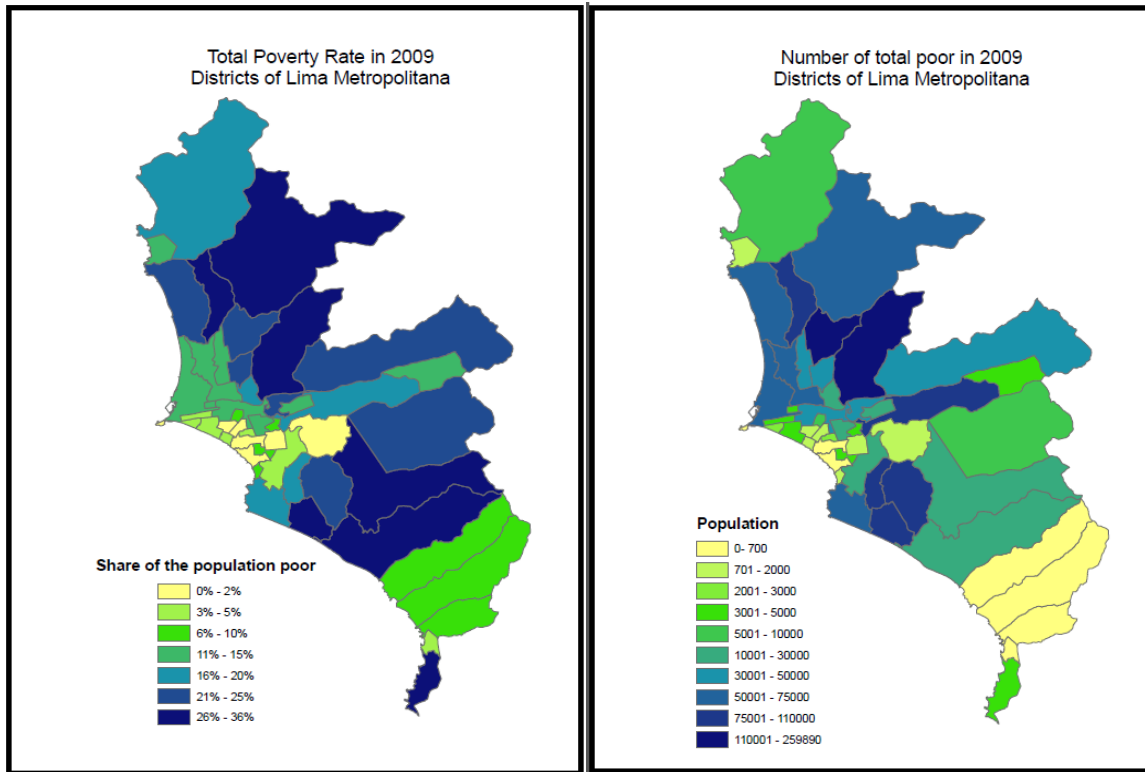 Total Poverty Rate in 2009
Districts of Lima Metropolitana
Share of the population poor
0% - 2%
3% - 5%
6% - 10%
11% - 15%
16% - 20%
21% - 25%
26% - 36%
Number of total poor in 2009
Districts of Lima Metropolitana
Population
0- 700
701 - 2000
2001 - 3000
3001 - 5000
5001 - 10000
10001 - 30000
30001 - 50000
50001 - 75000
75001 - 110000
110001 - 259890